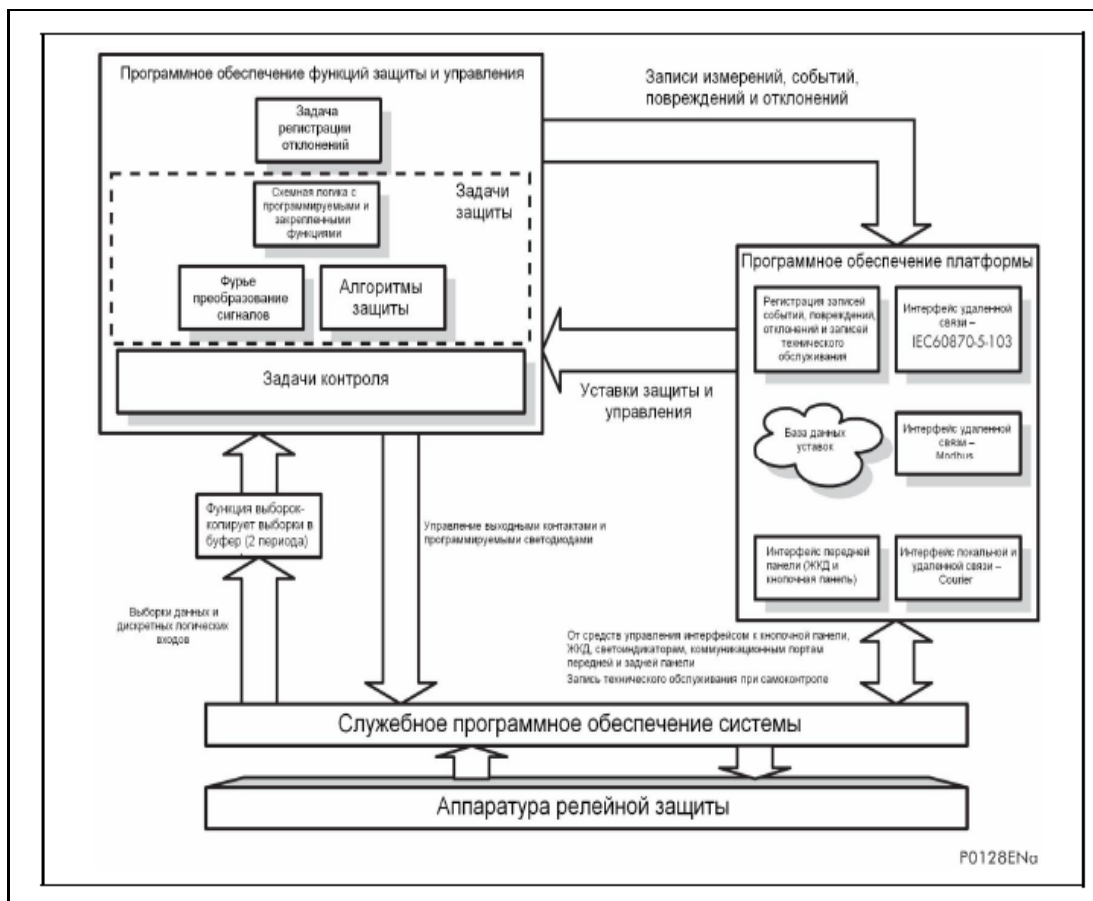 Программное обеспечение функций защиты и управления
Задача
регистрации
отклонений
Задачи
защиты
Схемная логика с
программируемыми и
закрепленными
функциями
Фурье
преобразование
сигналов
Алгоритмы
защиты
Задачи контроля
Записи измерений, событий,
повреждений и отклонений
Программное обеспечение платформы
Регистрация записей
событий, повреждений,
отклонений и записей
технического
обслуживания
Интерфейс удаленной
связи –
IEC60870-5-103
Уставки защиты и
управления
База данных
уставок
Интерфейс удаленной
связи –
Modbus
Интерфейс передней
панели (ЖКД и
кнопочная панель)
Интерфейс локальной и
удаленной связи –
Courier
Функция выборок-
копирует выборки в
буфер (2 периода)
Управление выходными контактами и
программируемыми светодиодами
Выборки данных и
дискретных логических
входов
От средств управления интерфейсом к кнопочной панели,
ЖКД, светоиндикаторам, коммуникационным портам
передней и задней панели
Запись технического обслуживания при самоконтроле
Служебное программное обеспечение системы
Аппаратура релейной защиты
P0128ENa